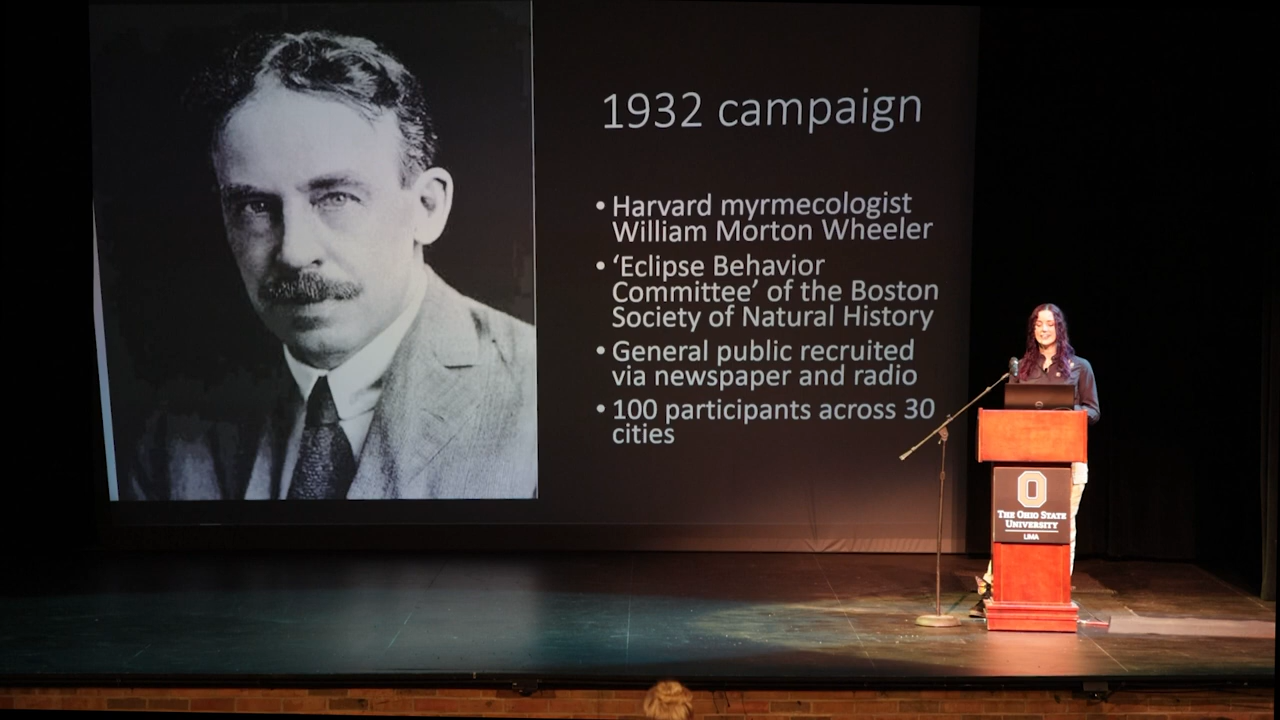 1932 campaign
• Harvard myrmecologist
William Morton Wheeler
• ‘Eclipse Behavior
Committee’ of the Boston
Society of Natural History
• General public recruited
via newspaper and radio
• 100 participants across 30
cities
O
THE OHIO STATE
UNIVERSITY
LIMA